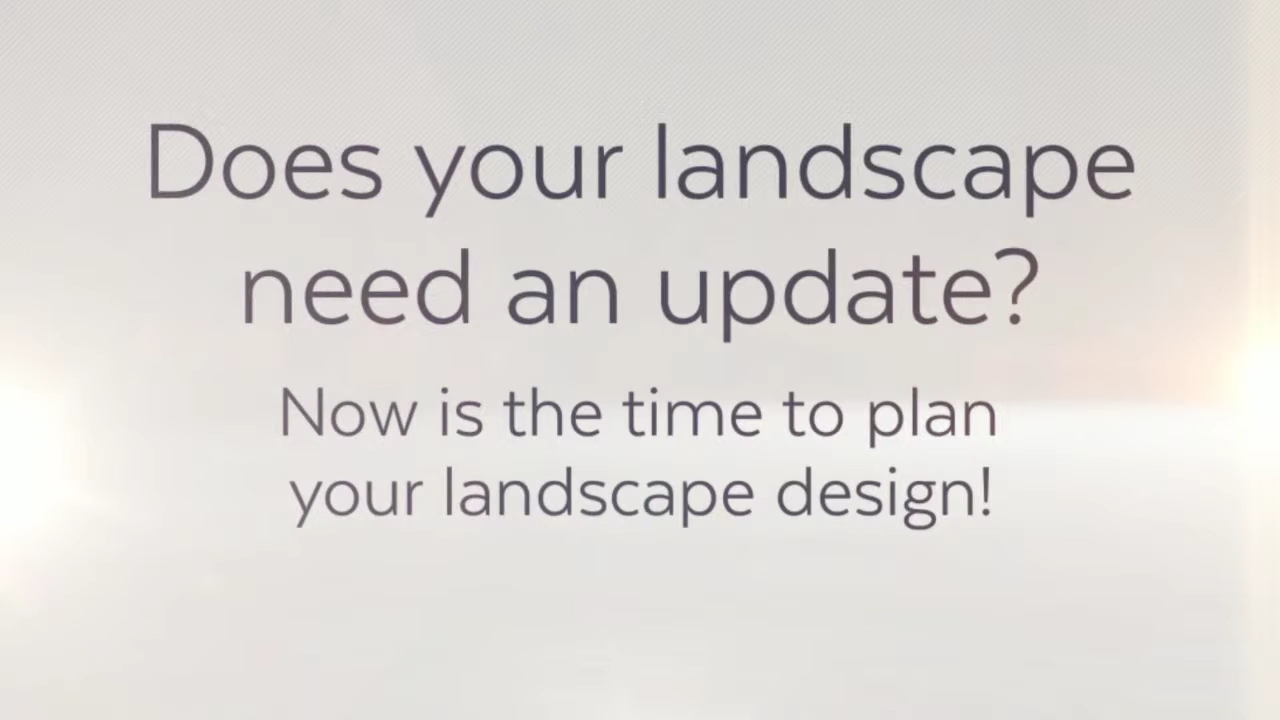 Does your landscape
need an update?
Now is the time to plan
your landscape design!